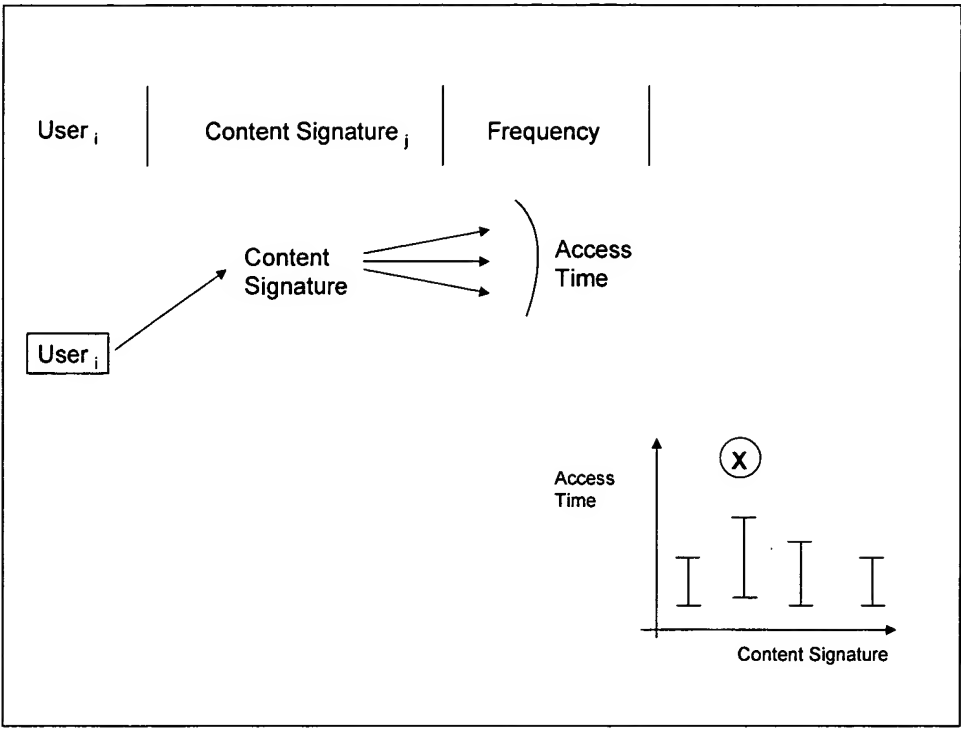 User i
Content Signature j
Frequency
Content
Signature
Access
Time
User i
Access
Time
X
Content Signature